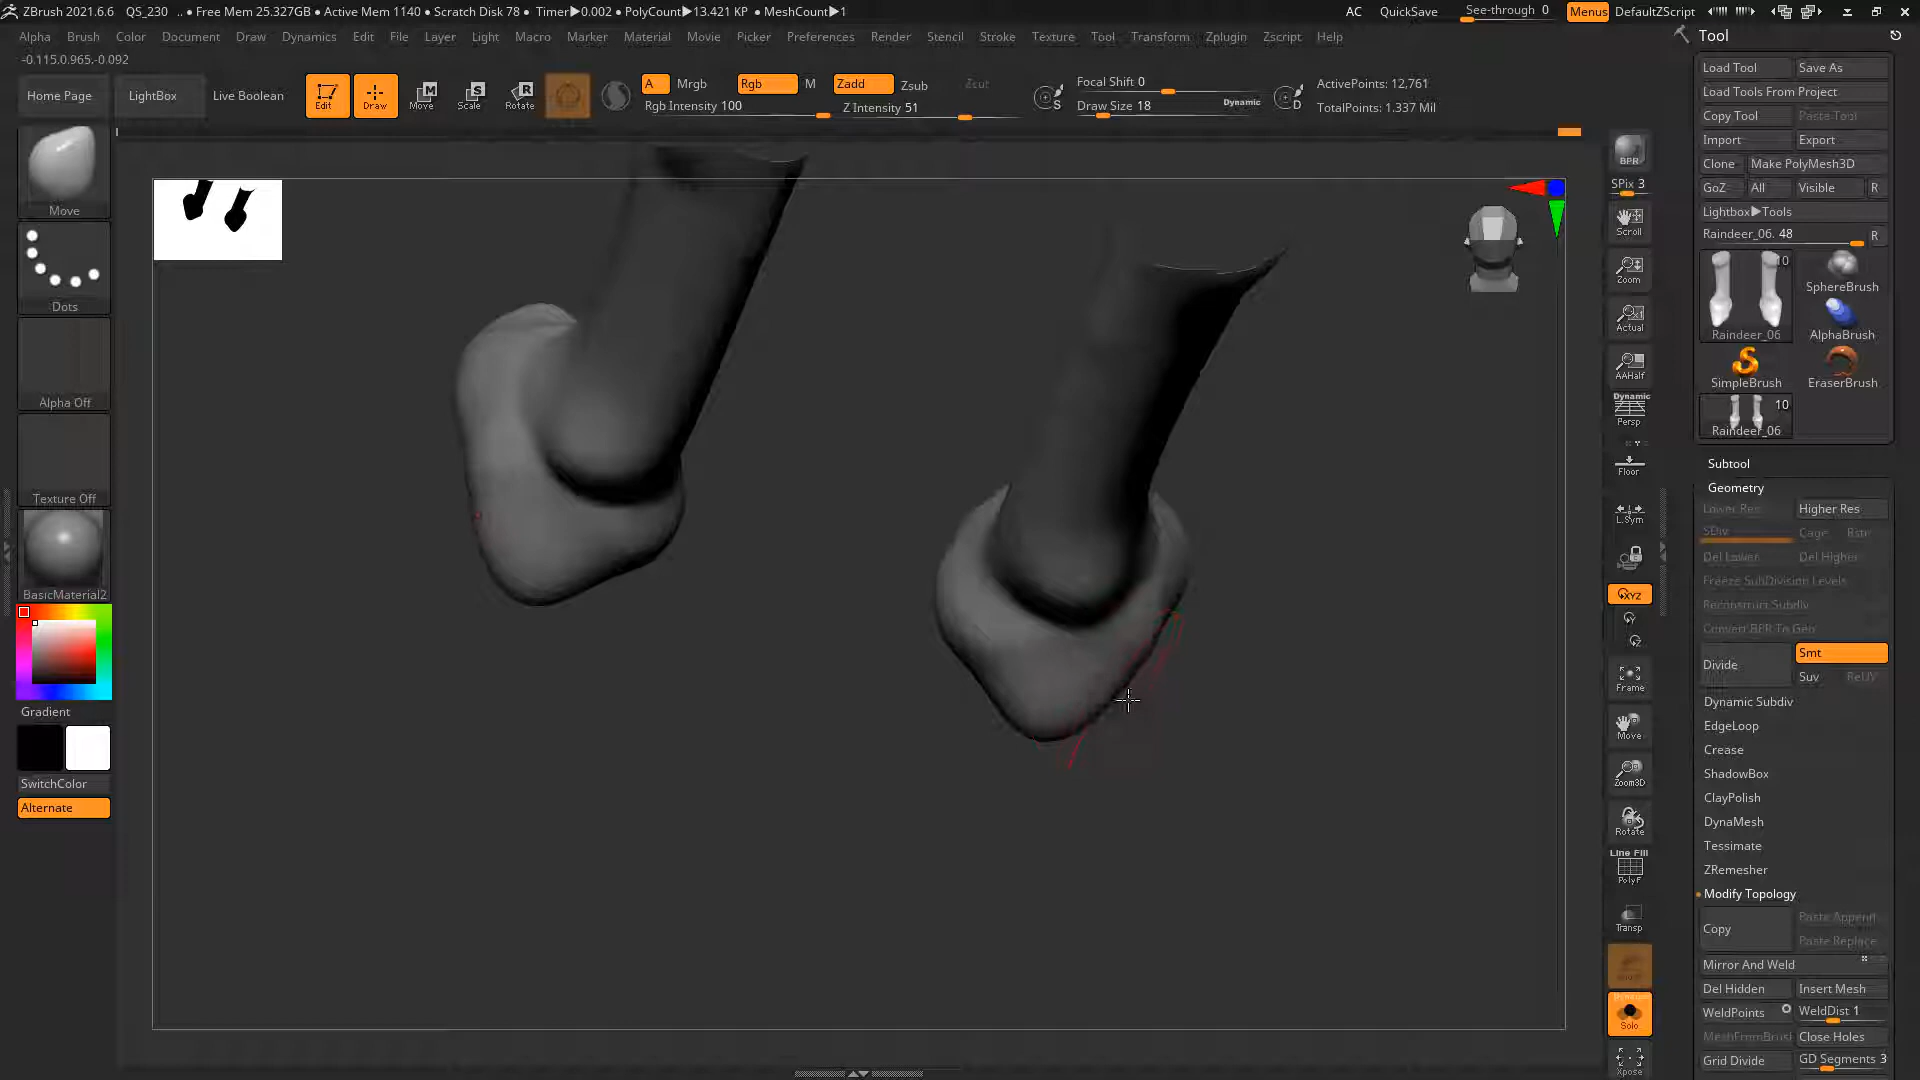 ZBrush 2021.6.6 QS_230 .. • Free Mem 25.327GB • Active Mem 1140 • Scratch Disk 78 • Timer▶0.002 • PolyCount▶13.421 KP • MeshCount▶1 AC QuickSave See-through 0 Menus DefaultZScript
Alpha Brush Color Document Draw Dynamics Edit File Layer Light Macro Marker Material Movie Picker Preferences Render Stencil Stroke Texture Tool Transform Zplugin Zscript Help
Tool
-0.115,0.965,-0.092
Home Page LightBox Live Boolean Edit Draw Move Scale Rotate
A Mrgb Rgb M Zadd Zsub Zcut
Rgb Intensity 100 Z Intensity 51
S Focal Shift 0
Draw Size 18 Dynamic D
ActivePoints: 12,761
TotalPoints: 1.337 Mil
Move
Dots
Alpha Off
Texture Off
BasicMaterial2
Gradient
SwitchColor
Alternate
BPR
SPix 3
Scroll
Zoom
Actual
AAHalf
Dynamic
Persp
Floor
L.Sym
XYZ
Y
Z
Frame
Move
Zoom3D
Rotate
Line Fill
PolyF
Transp
Dynamic
Solo
Xpose
Load Tool Save As
Load Tools From Project
Copy Tool Paste Tool
Import Export
Clone Make PolyMesh3D
GoZ All Visible R
Lightbox▶Tools
Raindeer_06. 48 R
10
SphereBrush
Raindeer_06 AlphaBrush
SimpleBrush EraserBrush
10
Raindeer_06
Subtool
Geometry
Lower Res Higher Res
SDiv Cage Rstr
Del Lower Del Higher
Freeze SubDivision Levels
Reconstruct Subdiv
Convert BPR To Geo
Divide Smt
Suv ReUV
Dynamic Subdiv
EdgeLoop
Crease
ShadowBox
ClayPolish
DynaMesh
Tessimate
ZRemesher
Modify Topology
Copy Paste Append
Paste Replace
Mirror And Weld
Del Hidden Insert Mesh
WeldPoints WeldDist 1
MeshFromBrush Close Holes
Grid Divide GD Segments 3